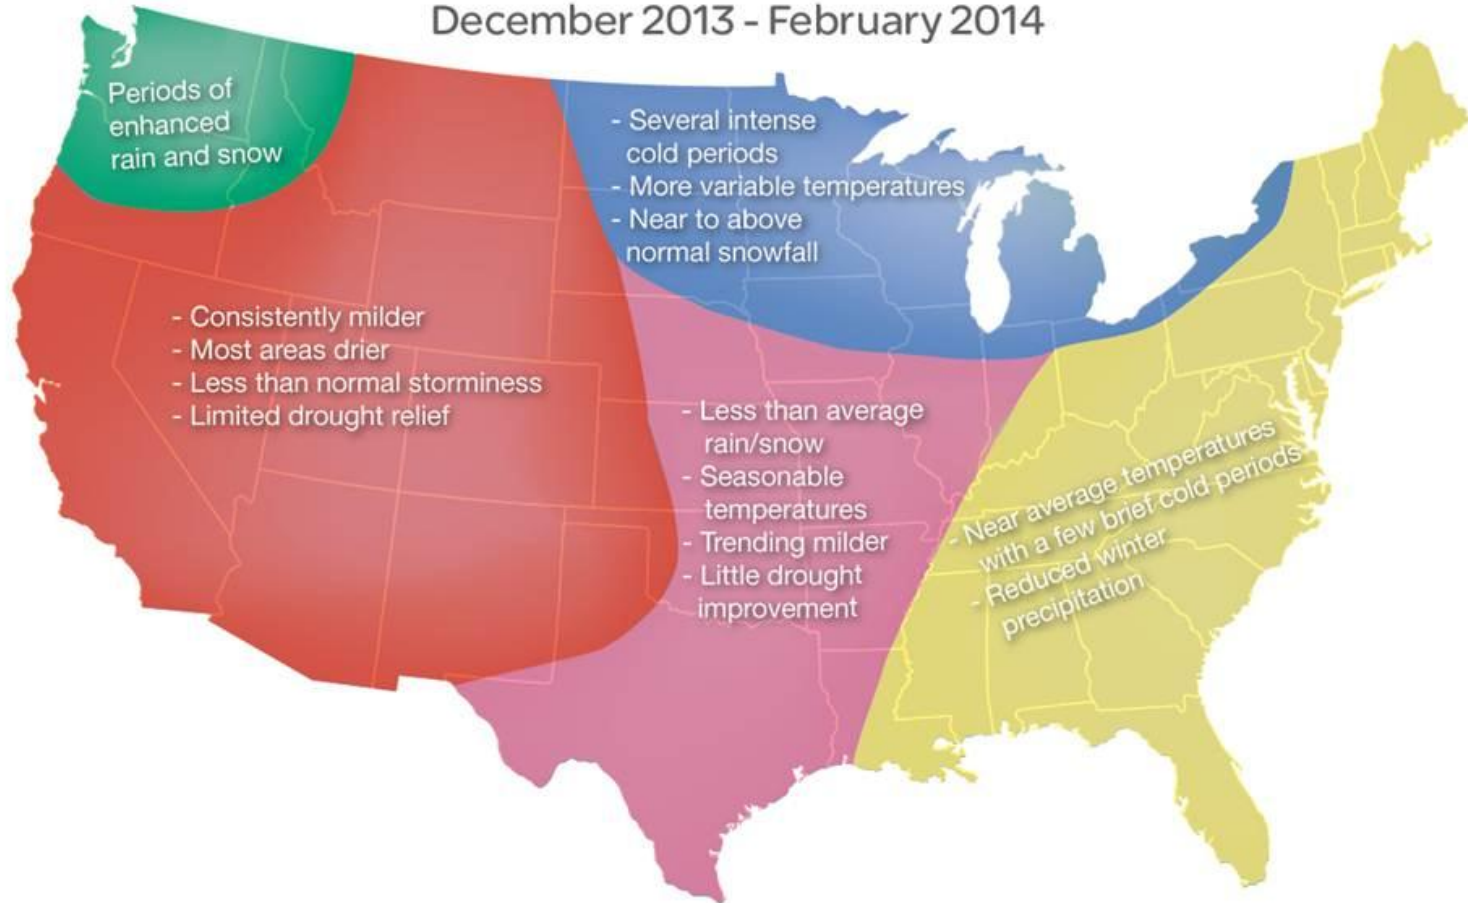 December 2013 - February 2014
Periods of
enhanced
rain and snow
- Several intense
cold periods
- More variable temperatures
- Near to above
normal snowfall
- Consistently milder
- Most areas drier
- Less than normal storminess
- Limited drought relief
- Less than average
rain/snow
- Seasonable
temperatures
- Trending milder
- Little drought
improvement
- Near average temperatures
with a few brief cold periods
- Reduced winter
precipitation